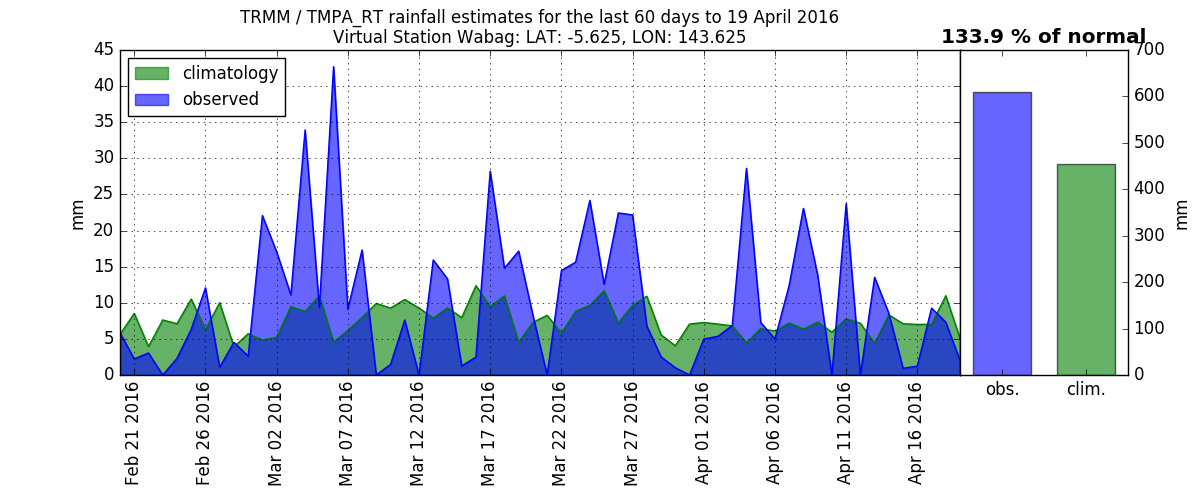 TRMM / TMPA_RT rainfall estimates for the last 60 days to 19 April 2016
Virtual Station Wabag: LAT: -5.625, LON: 143.625
133.9 % of normal
climatology
observed
mm
45
40
35
30
25
20
15
10
5
0
Feb 21 2016
Feb 26 2016
Mar 02 2016
Mar 07 2016
Mar 12 2016
Mar 17 2016
Mar 22 2016
Mar 27 2016
Apr 01 2016
Apr 06 2016
Apr 11 2016
Apr 16 2016
700
600
500
400
300
200
100
0
mm
obs.
clim.